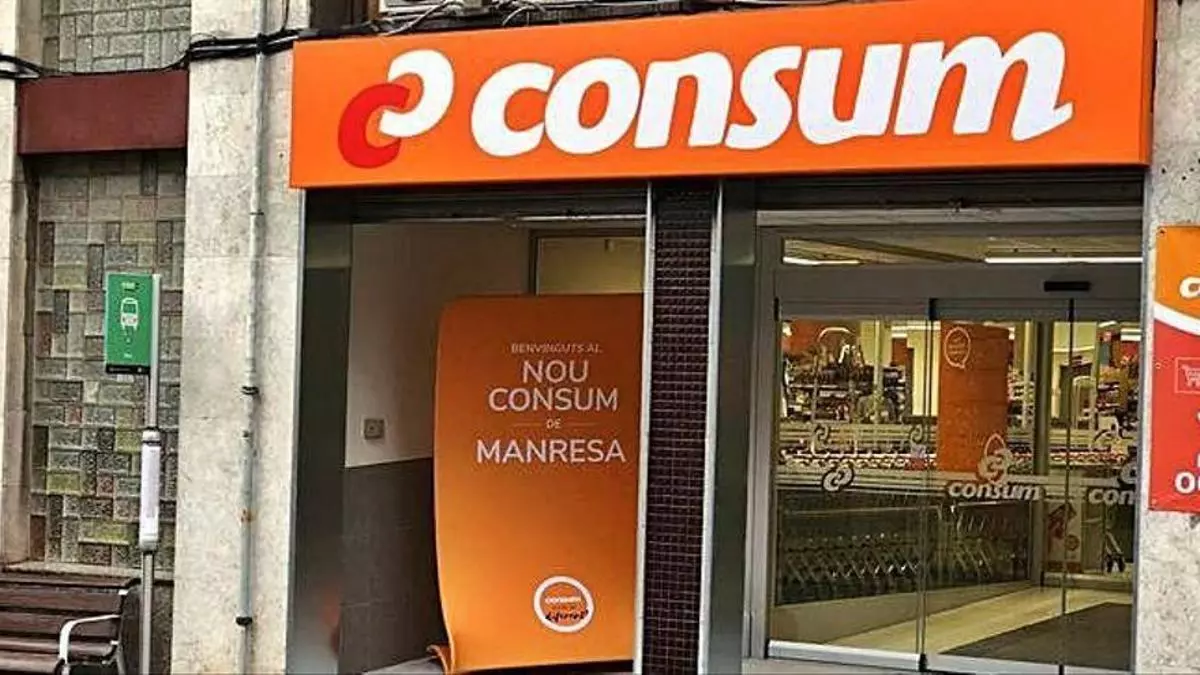 consum
BENVINGUTS AL
NOU
CONSUM
DE
MANRESA
consum
consum